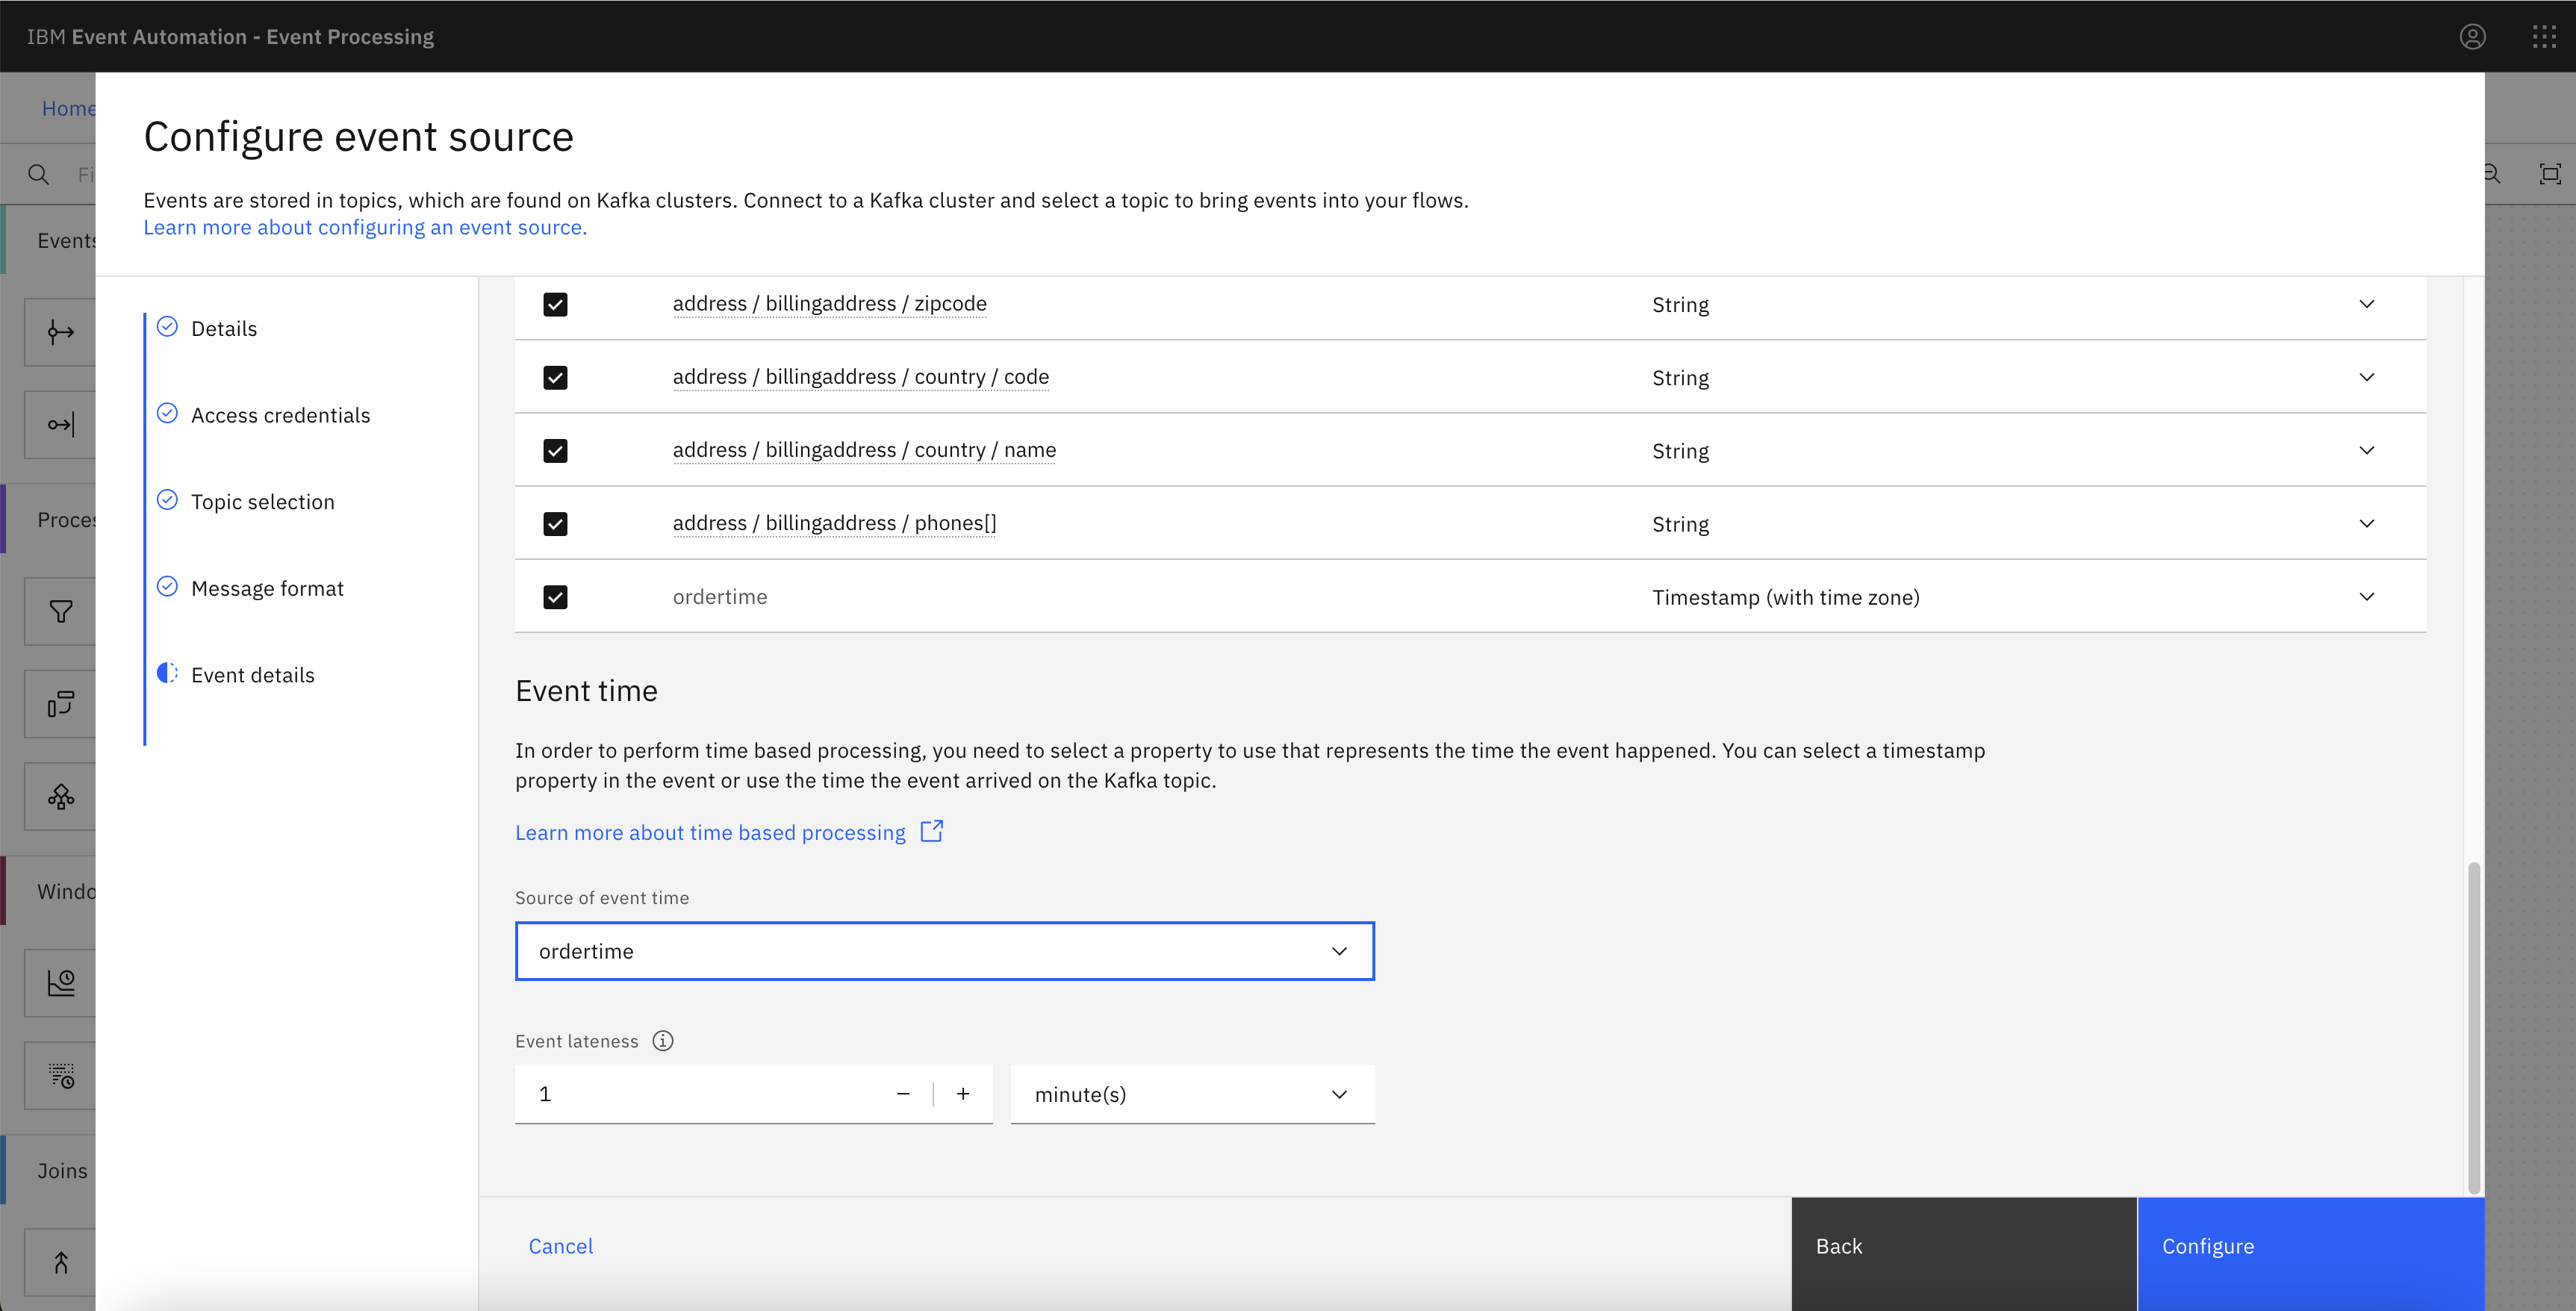 IBM Event Automation - Event Processing
Home
Configure event source
Events are stored in topics, which are found on Kafka clusters. Connect to a Kafka cluster and select a topic to bring events into your flows.
Learn more about configuring an event source.
Fi
Events
Proces
Windo
Joins
Details
Access credentials
Topic selection
Message format
Event details
address / billingaddress / zipcode String
address / billingaddress / country / code String
address / billingaddress / country / name String
address / billingaddress / phones[] String
ordertime Timestamp (with time zone)
Event time
In order to perform time based processing, you need to select a property to use that represents the time the event happened. You can select a timestamp
property in the event or use the time the event arrived on the Kafka topic.
Learn more about time based processing
Source of event time
ordertime
Event lateness
1 minute(s)
Cancel Back Configure